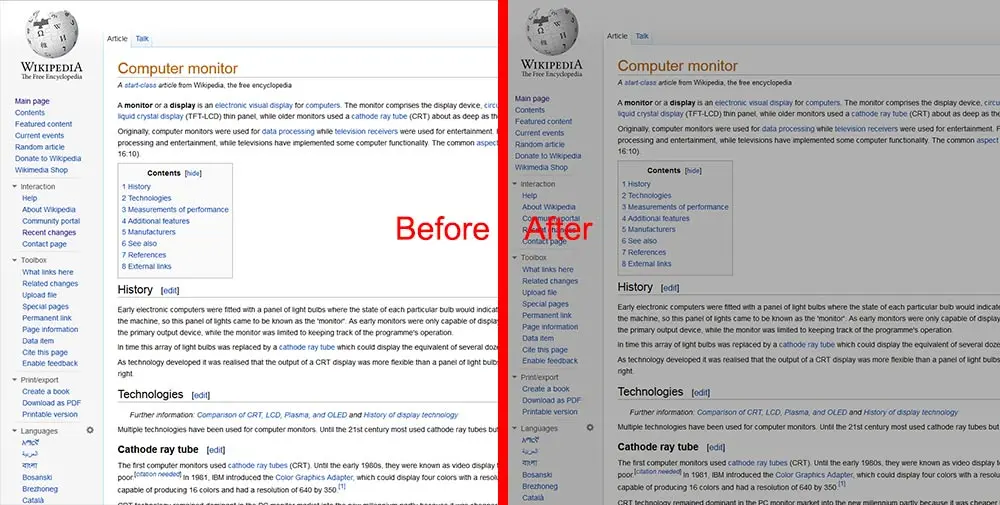 WIKIPEDIA
The Free Encyclopedia
Main page
Contents
Featured content
Current events
Random article
Donate to Wikipedia
Wikimedia Shop
Interaction
Help
About Wikipedia
Community portal
Recent changes
Contact page
Toolbox
What links here
Related changes
Upload file
Special pages
Permanent link
Page information
Data item
Cite this page
Enable feedback
Print/export
Create a book
Download as PDF
Printable version
Languages
አማርኛ
العربية
বাংলা
Bosanski
Brezhoneg
Català
Article Talk
Computer monitor
A start-class article from Wikipedia, the free encyclopedia
A monitor or a display is an electronic visual display for computers. The monitor comprises the display device, circu
liquid crystal display (TFT-LCD) thin panel, while older monitors used a cathode ray tube (CRT) about as deep as the
Originally, computer monitors were used for data processing while television receivers were used for entertainment. F
processing and entertainment, while televisions have implemented some computer functionality. The common aspect
16:10).
Contents [hide]
1 History
2 Technologies
3 Measurements of performance
4 Additional features
5 Manufacturers
6 See also
7 References
8 External links
Before
History [edit]
Early electronic computers were fitted with a panel of light bulbs where the state of each particular bulb would indicat
the machine, so this panel of lights came to be known as the 'monitor'. As early monitors were only capable of display
the primary output device, while the monitor was limited to keeping track of the programme's operation.
In time this array of light bulbs was replaced by a cathode ray tube which could display the equivalent of several doze
As technology developed it was realised that the output of a CRT display was more flexible than a panel of light bulbs
right.
Technologies [edit]
Further information: Comparison of CRT, LCD, Plasma, and OLED and History of display technology
Multiple technologies have been used for computer monitors. Until the 21st century most used cathode ray tubes but
Cathode ray tube [edit]
The first computer monitors used cathode ray tubes (CRT). Until the early 1980s, they were known as video display t
poor.[citation needed] In 1981, IBM introduced the Color Graphics Adapter, which could display four colors with a resolu
capable of producing 16 colors and had a resolution of 640 by 350.[1]
CRT technology remained dominant in the PC monitor market into the new millennium partly because it was cheaper
WIKIPEDIA
The Free Encyclopedia
Main page
Contents
Featured content
Current events
Random article
Donate to Wikipedia
Wikimedia Shop
Interaction
Help
About Wikipedia
Community portal
Recent changes
Contact page
Toolbox
What links here
Related changes
Upload file
Special pages
Permanent link
Page information
Data item
Cite this page
Enable feedback
Print/export
Create a book
Download as PDF
Printable version
Languages
አማርኛ
العربية
বাংলা
Bosanski
Brezhoneg
Català
After
Article Talk
Computer monitor
A start-class article from Wikipedia, the free encyclopedia
A monitor or a display is an electronic visual display for computers. The monitor comprises the display device, circu
liquid crystal display (TFT-LCD) thin panel, while older monitors used a cathode ray tube (CRT) about as deep as the
Originally, computer monitors were used for data processing while television receivers were used for entertainment. F
processing and entertainment, while televisions have implemented some computer functionality. The common aspect
16:10).
Contents [hide]
1 History
2 Technologies
3 Measurements of performance
4 Additional features
5 Manufacturers
6 See also
7 References
8 External links
History [edit]
Early electronic computers were fitted with a panel of light bulbs where the state of each particular bulb would indicat
the machine, so this panel of lights came to be known as the 'monitor'. As early monitors were only capable of display
the primary output device, while the monitor was limited to keeping track of the programme's operation.
In time this array of light bulbs was replaced by a cathode ray tube which could display the equivalent of several doze
As technology developed it was realised that the output of a CRT display was more flexible than a panel of light bulbs
right.
Technologies [edit]
Further information: Comparison of CRT, LCD, Plasma, and OLED and History of display technology
Multiple technologies have been used for computer monitors. Until the 21st century most used cathode ray tubes but
Cathode ray tube [edit]
The first computer monitors used cathode ray tubes (CRT). Until the early 1980s, they were known as video display t
poor.[citation needed] In 1981, IBM introduced the Color Graphics Adapter, which could display four colors with a resolu
capable of producing 16 colors and had a resolution of 640 by 350.[1]
CRT technology remained dominant in the PC monitor market into the new millennium partly because it was cheaper